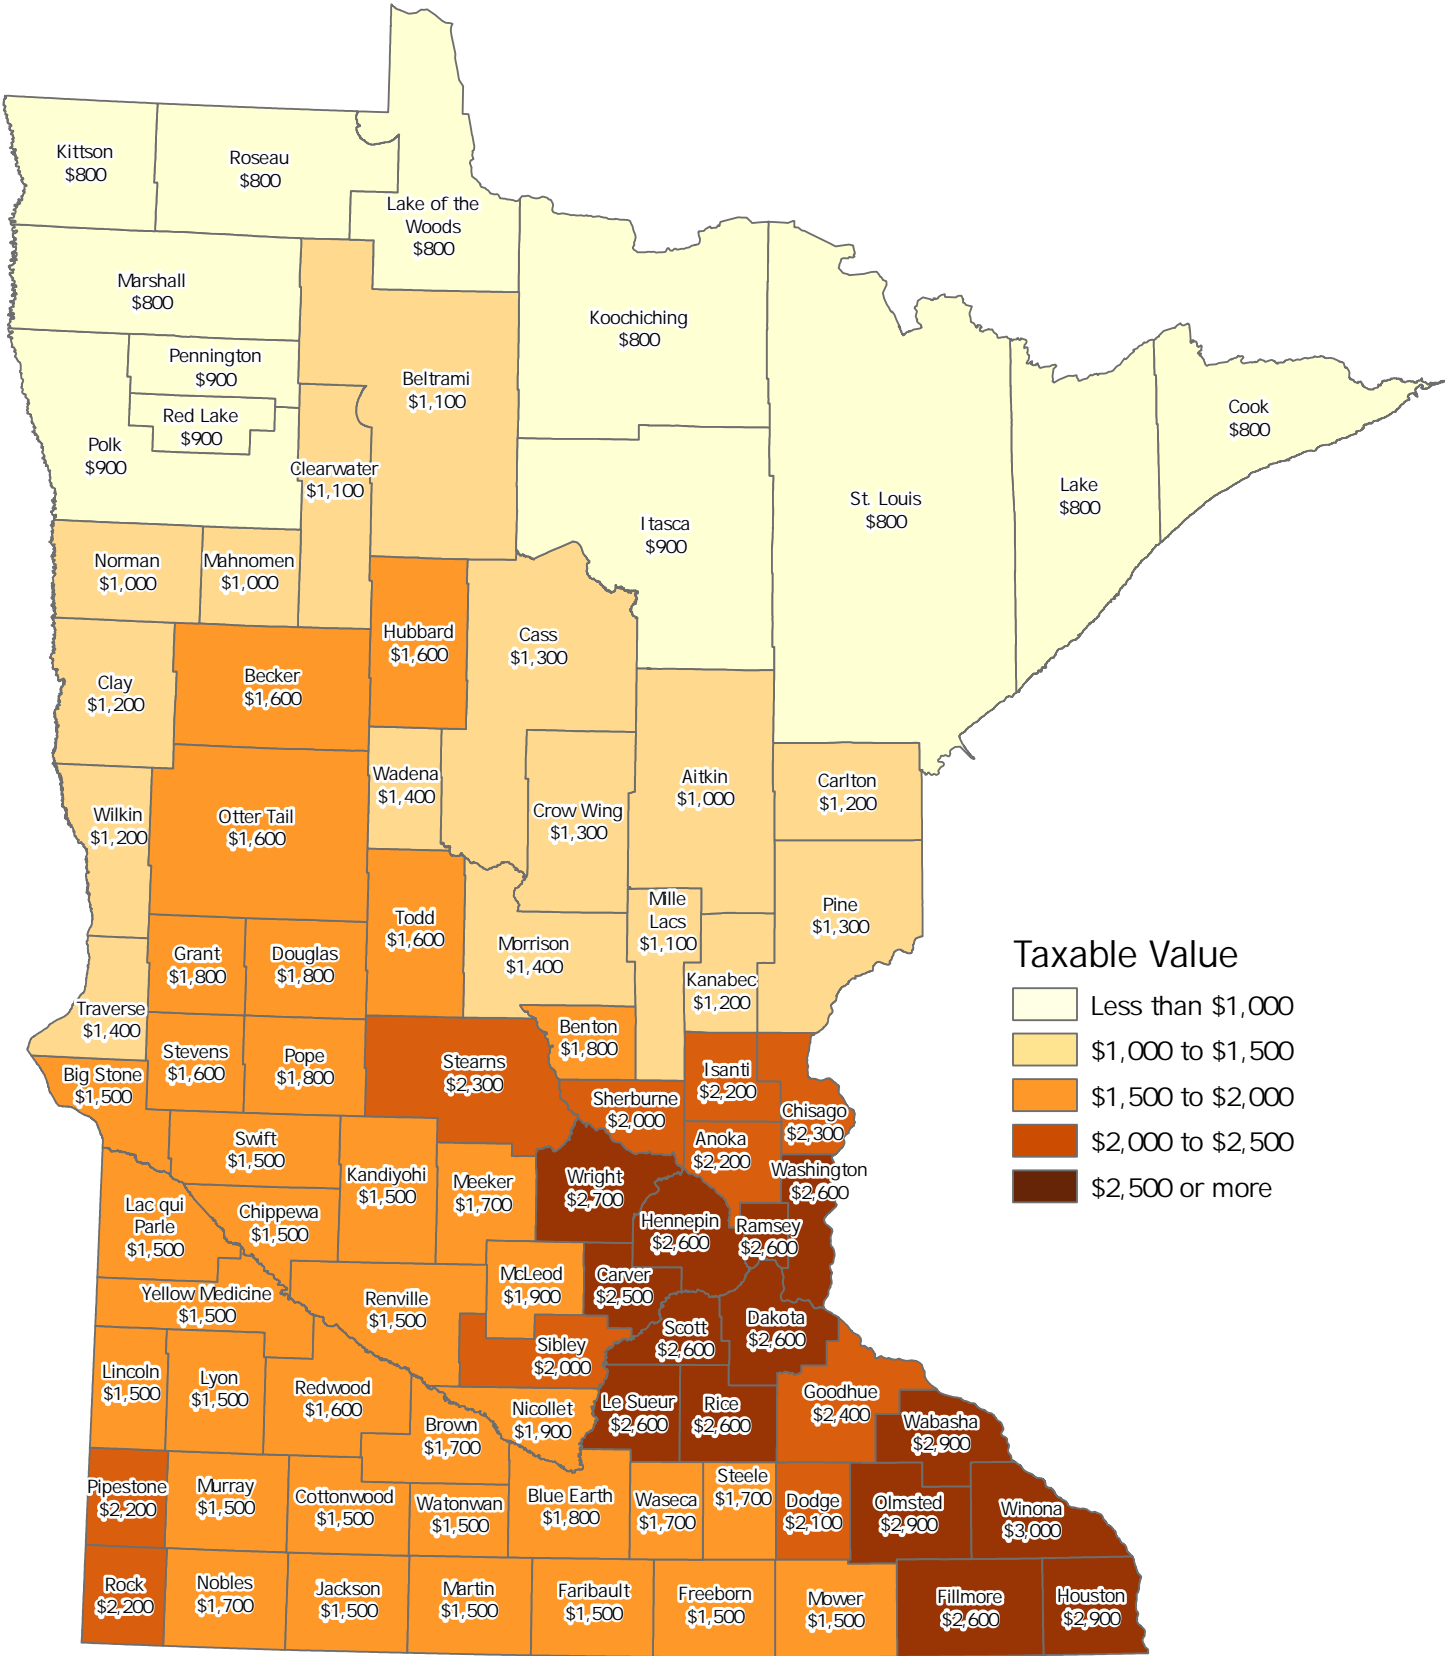 Kittson
$800
Roseau
$800
Lake of the
Woods
$800
Marshall
$800
Koochiching
$800
Pennington
$900
Beltrami
$1,100
Red Lake
$900
Polk
$900
Clearwater
$1,100
Cook
$800
Lake
$800
St. Louis
$800
Itasca
$900
Norman
$1,000
Mahnomen
$1,000
Hubbard
$1,600
Cass
$1,300
Clay
$1,200
Becker
$1,600
Wadena
$1,400
Aitkin
$1,000
Carlton
$1,200
Wilkin
$1,200
Otter Tail
$1,600
Crow Wing
$1,300
Mille
Lacs
$1,100
Pine
$1,300
Todd
$1,600
Morrison
$1,400
Grant
$1,800
Douglas
$1,800
Kanabec
$1,200
Traverse
$1,400
Taxable Value
Less than $1,000
$1,000 to $1,500
$1,500 to $2,000
$2,000 to $2,500
$2,500 or more
Benton
$1,800
Stevens
$1,600
Pope
$1,800
Stearns
$2,300
Isanti
$2,200
Big Stone
$1,500
Sherburne
$2,000
Chisago
$2,300
Swift
$1,500
Anoka
$2,200
Kandiyohi
$1,500
Meeker
$1,700
Wright
$2,700
Washington
$2,600
Lac qui
Parle
$1,500
Chippewa
$1,500
Hennepin
$2,600
Ramsey
$2,600
McLeod
$1,900
Carver
$2,500
Yellow Medicine
$1,500
Renville
$1,500
Scott
$2,600
Dakota
$2,600
Sibley
$2,000
Lincoln
$1,500
Lyon
$1,500
Redwood
$1,600
Goodhue
$2,400
Le Sueur
$2,600
Rice
$2,600
Nicollet
$1,900
Brown
$1,700
Wabasha
$2,900
Pipestone
$2,200
Murray
$1,500
Cottonwood
$1,500
Watonwan
$1,500
Blue Earth
$1,800
Waseca
$1,700
Steele
$1,700
Dodge
$2,100
Olmsted
$2,900
Winona
$3,000
Rock
$2,200
Nobles
$1,700
Jackson
$1,500
Martin
$1,500
Faribault
$1,500
Freeborn
$1,500
Mower
$1,500
Fillmore
$2,600
Houston
$2,900